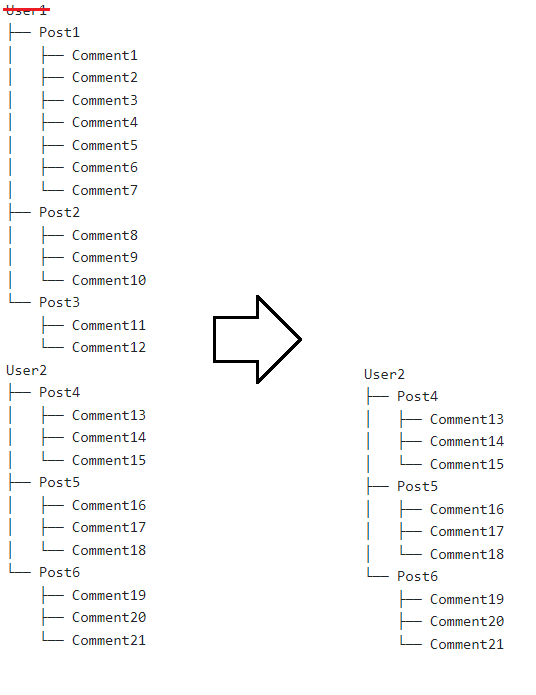 User1
├── Post1
│   ├── Comment1
│   ├── Comment2
│   ├── Comment3
│   ├── Comment4
│   ├── Comment5
│   ├── Comment6
│   └── Comment7
├── Post2
│   ├── Comment8
│   ├── Comment9
│   └── Comment10
└── Post3
    ├── Comment11
    └── Comment12
User2
├── Post4
│   ├── Comment13
│   ├── Comment14
│   └── Comment15
├── Post5
│   ├── Comment16
│   ├── Comment17
│   └── Comment18
└── Post6
    ├── Comment19
    ├── Comment20
    └── Comment21
User2
├── Post4
│   ├── Comment13
│   ├── Comment14
│   └── Comment15
├── Post5
│   ├── Comment16
│   ├── Comment17
│   └── Comment18
└── Post6
    ├── Comment19
    ├── Comment20
    └── Comment21